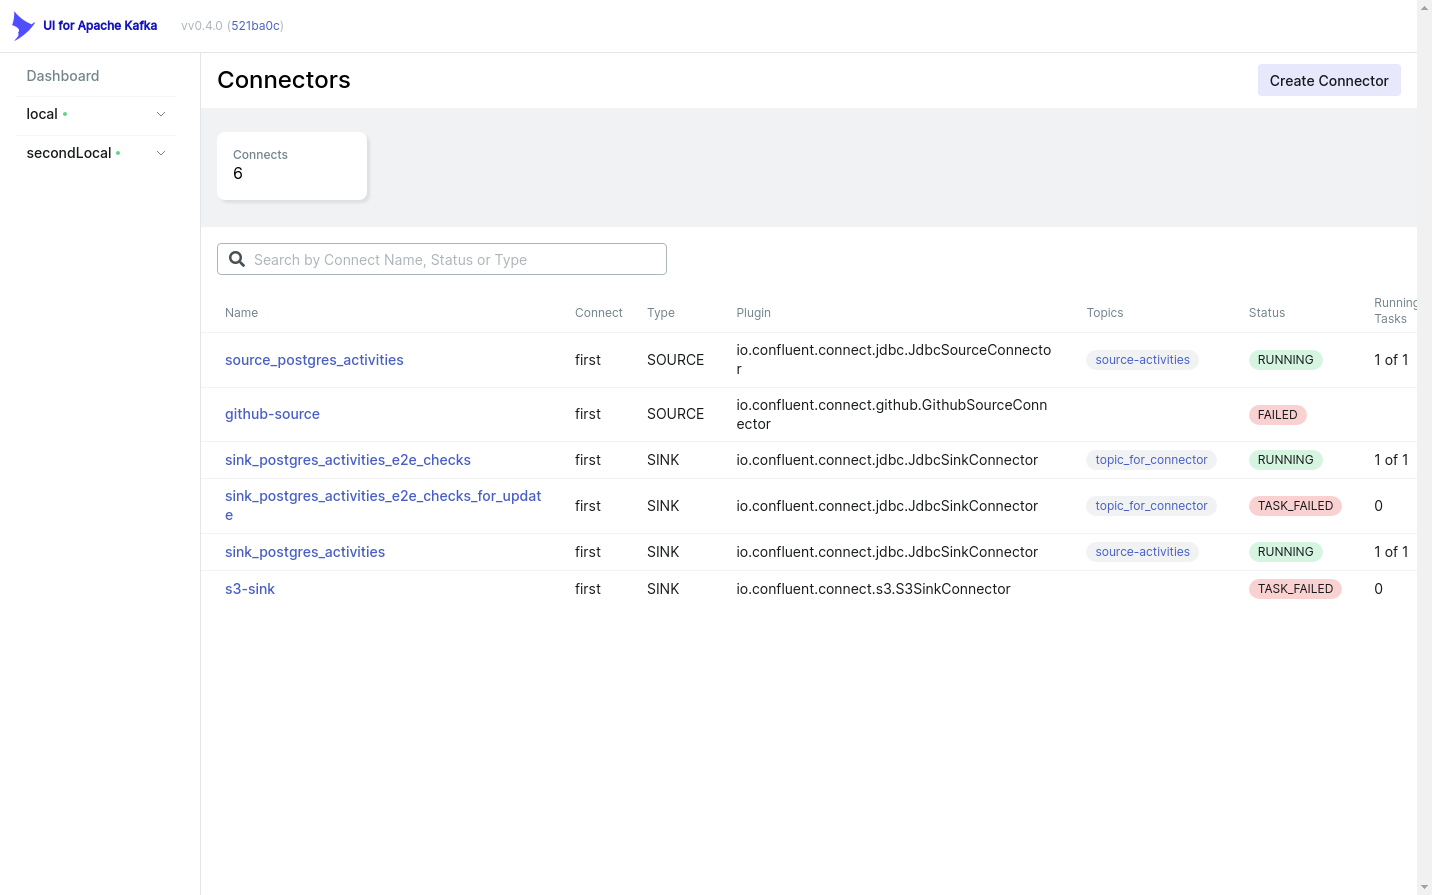 UI for Apache Kafka vv0.4.0 (521ba0c)
Dashboard
local
secondLocal
Connectors
Create Connector
Connects
6
Search by Connect Name, Status or Type
Name Connect Type Plugin Topics Status Running
Tasks
source_postgres_activities first SOURCE io.confluent.connect.jdbc.JdbcSourceConnecto
r source-activities RUNNING 1 of 1
github-source first SOURCE io.confluent.connect.github.GithubSourceConn
ector FAILED
sink_postgres_activities_e2e_checks first SINK io.confluent.connect.jdbc.JdbcSinkConnector topic_for_connector RUNNING 1 of 1
sink_postgres_activities_e2e_checks_for_updat
e first SINK io.confluent.connect.jdbc.JdbcSinkConnector topic_for_connector TASK_FAILED 0
sink_postgres_activities first SINK io.confluent.connect.jdbc.JdbcSinkConnector source-activities RUNNING 1 of 1
s3-sink first SINK io.confluent.connect.s3.S3SinkConnector TASK_FAILED 0